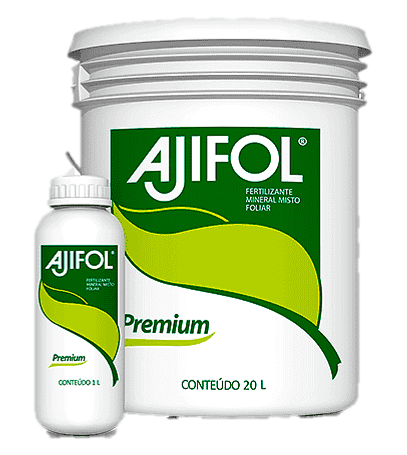 AJIFOL®
FERTILIZANTE
MINERAL MISTO
FOLIAR
Premium
CONTEÚDO 20 L
AJIFOL®
FERTILIZANTE
MINERAL MISTO
FOLIAR
Premium
CONTEÚDO 1 L